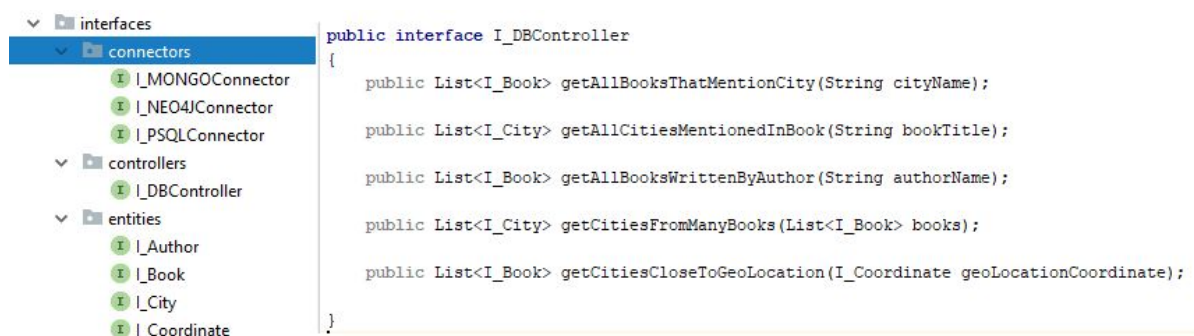 interfaces
connectors
I_MONGOConnector
I_NEO4JConnector
I_PSQLConnector
controllers
I_DBController
entities
I_Author
I_Book
I_City
I_Coordinate
public interface I_DBController
{
public List<I_Book> getAllBooksThatMentionCity(String cityName);
public List<I_City> getAllCitiesMentionedInBook(String bookTitle);
public List<I_Book> getAllBooksWrittenByAuthor(String authorName);
public List<I_City> getCitiesFromManyBooks(List<I_Book> books);
public List<I_Book> getCitiesCloseToGeoLocation(I_Coordinate geoLocationCoordinate);
}